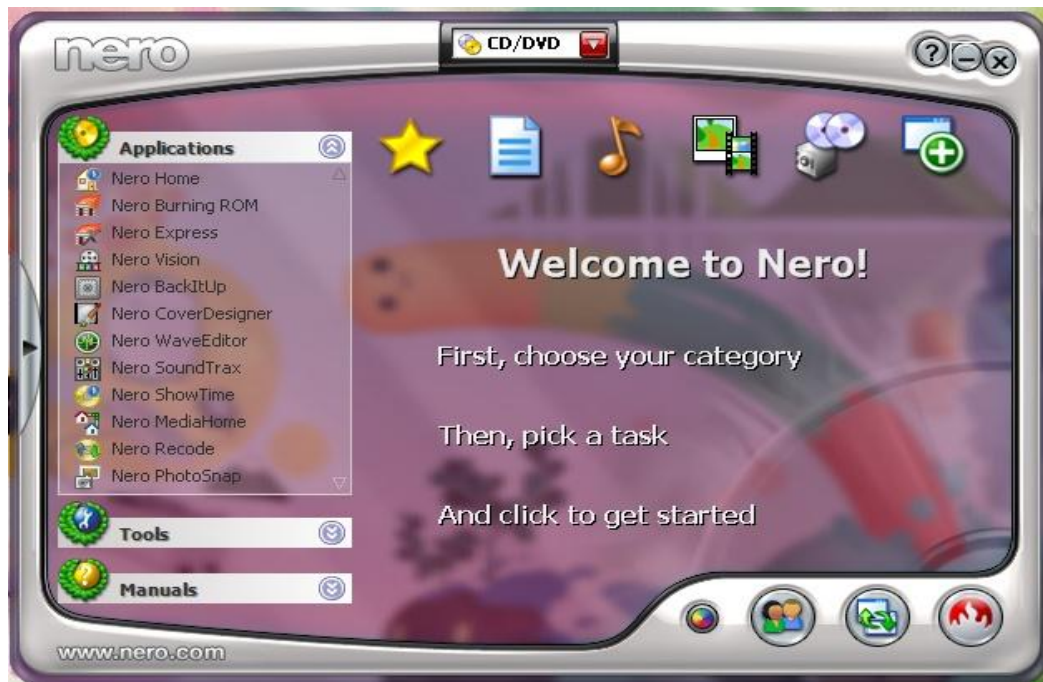 nero
CD/DVD
Applications
Nero Home
Nero Burning ROM
Nero Express
Nero Vision
Nero BackItUp
Nero CoverDesigner
Nero WaveEditor
Nero SoundTrax
Nero ShowTime
Nero MediaHome
Nero Recode
Nero PhotoSnap
Tools
Manuals
Welcome to Nero!
First, choose your category
Then, pick a task
And click to get started
www.nero.com